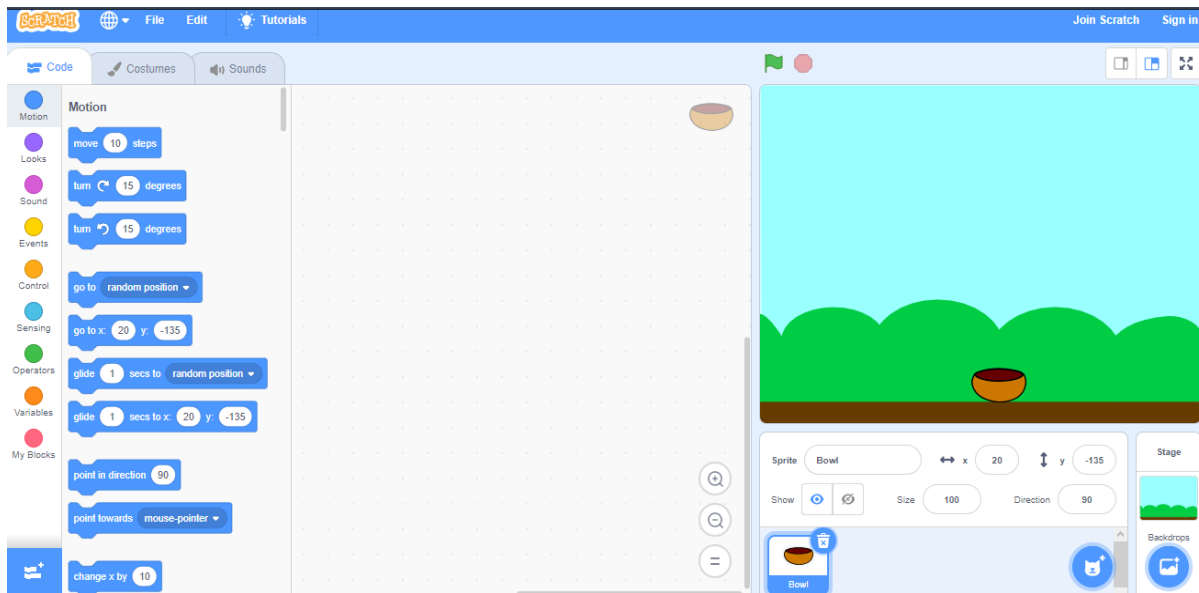 SCRATCH File Edit Tutorials Join Scratch Sign in
Code Costumes Sounds
Motion
Looks
Sound
Events
Control
Sensing
Operators
Variables
My Blocks
Motion
move 10 steps
turn 15 degrees
turn 15 degrees
go to random position
go to x: 20 y: -135
glide 1 secs to random position
glide 1 secs to x: 20 y: -135
point in direction 90
point towards mouse-pointer
change x by 10
Sprite Bowl x 20 y -135
Show Size 100 Direction 90
Bowl
Stage
Backdrops